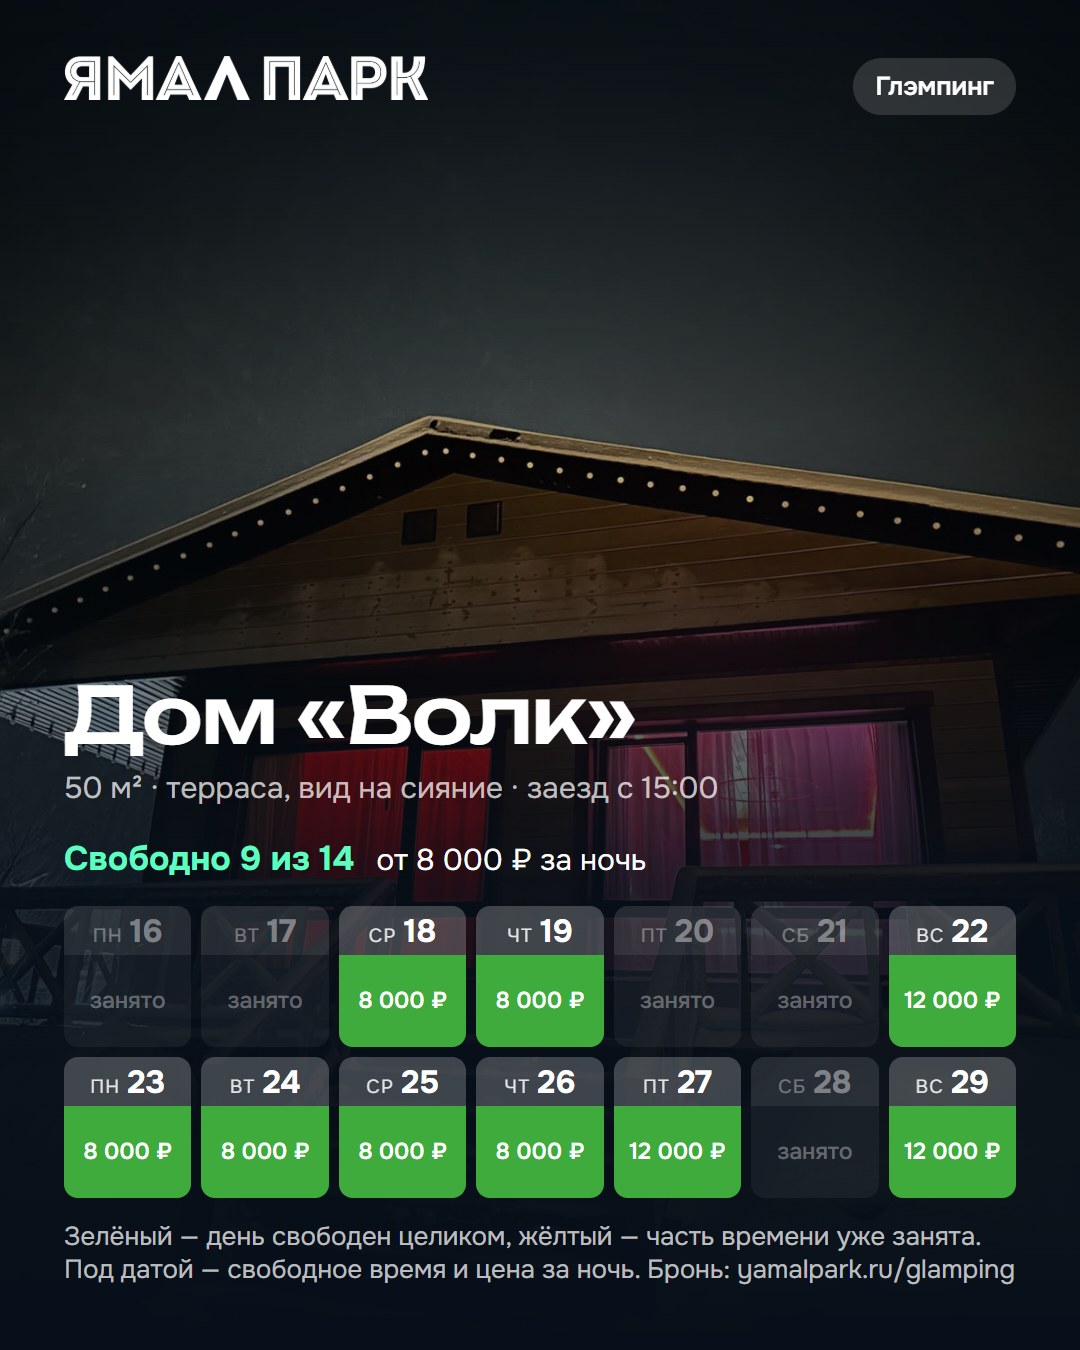 ЯМАЛ ПАРК
Глэмпинг
Дом «Волк»
50 м² · терраса, вид на сияние · заезд с 15:00
Свободно 9 из 14 от 8 000 ₽ за ночь
ПН 16 ВТ 17 СР 18 ЧТ 19 ПТ 20 СБ 21 ВС 22
занято занято 8 000 ₽ 8 000 ₽ занято занято 12 000 ₽
ПН 23 ВТ 24 СР 25 ЧТ 26 ПТ 27 СБ 28 ВС 29
8 000 ₽ 8 000 ₽ 8 000 ₽ 8 000 ₽ 12 000 ₽ занято 12 000 ₽
Зелёный — день свободен целиком, жёлтый — часть времени уже занята.
Под датой — свободное время и цена за ночь. Бронь: yamalpark.ru/glamping